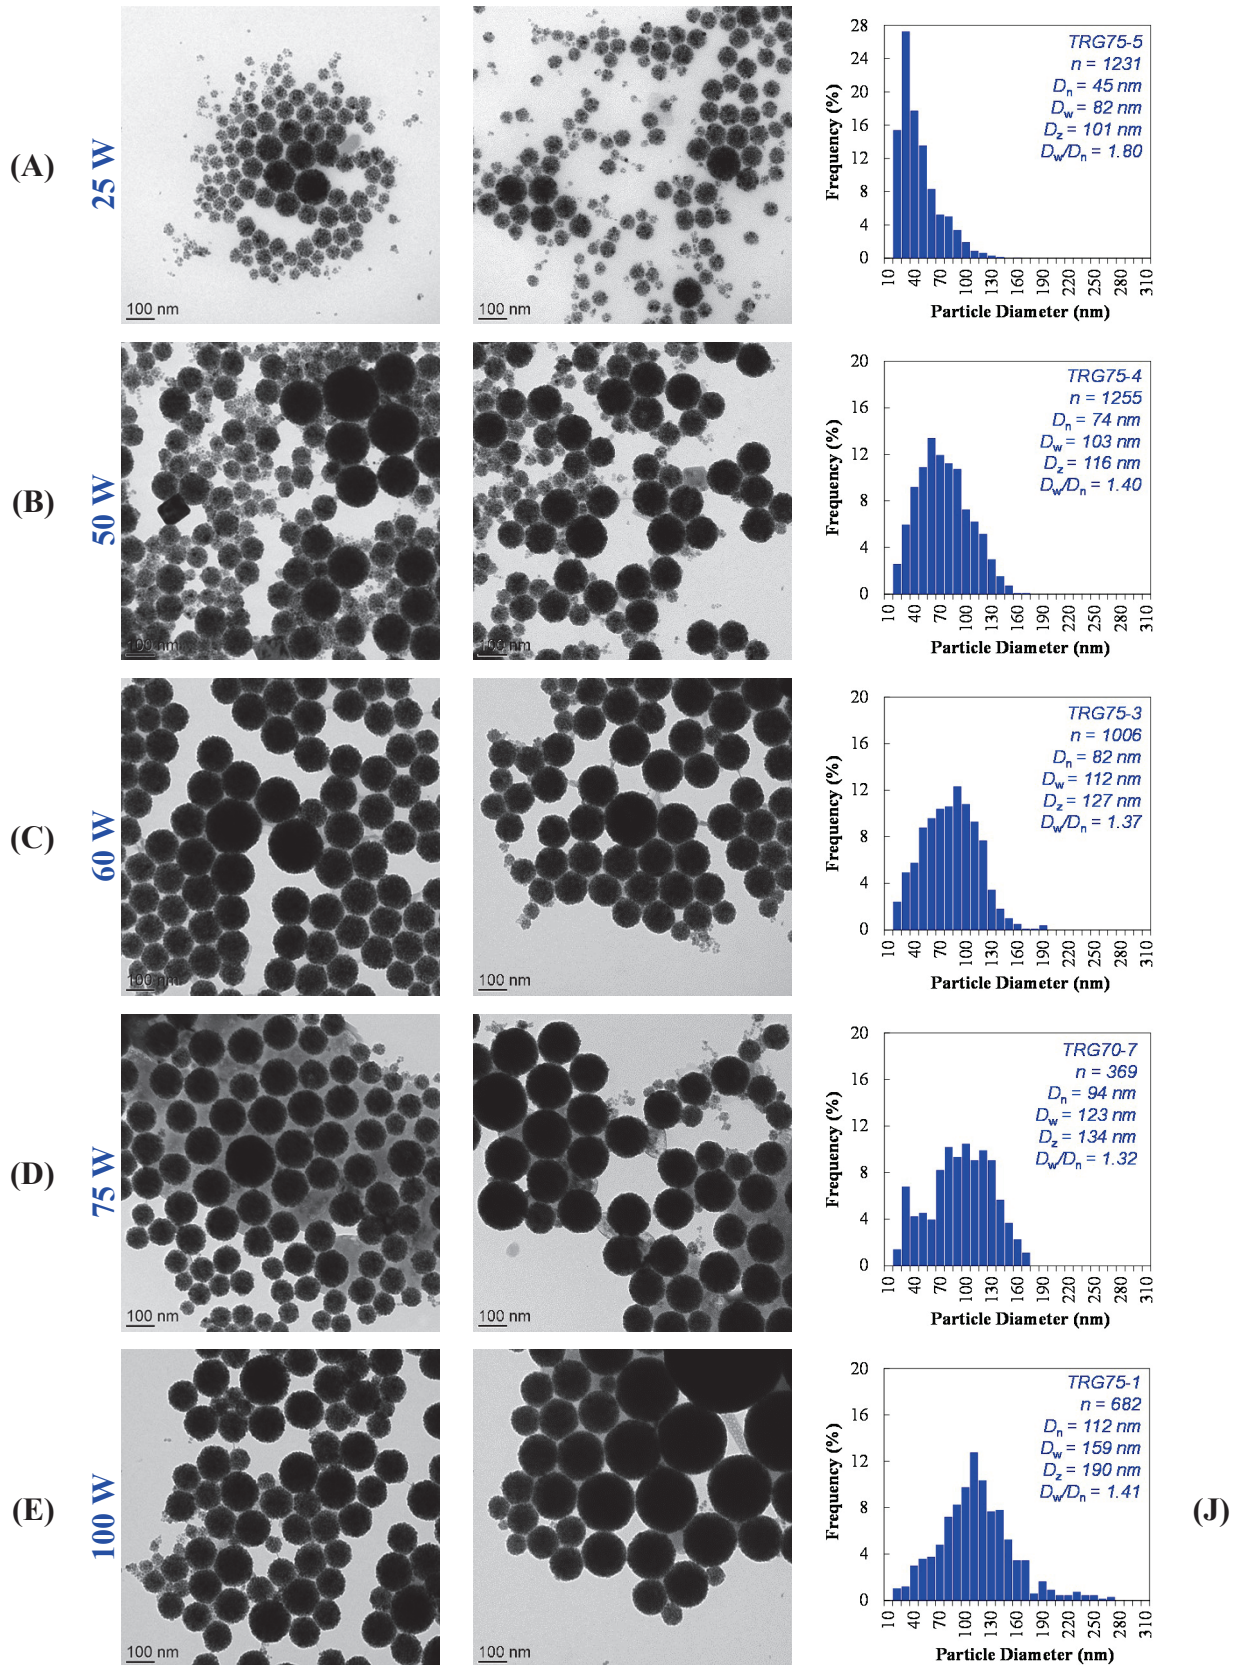 (A)
25 W
100 nm
100 nm
28
24
20
16
12
8
4
0
Frequency (%)
TRG75-5
n = 1231
Dn = 45 nm
Dw = 82 nm
Dz = 101 nm
Dw/Dn = 1.80
10 40 70 100 130 160 190 220 250 280 310
Particle Diameter (nm)
(B)
50 W
100 nm
100 nm
20
16
12
8
4
0
Frequency (%)
TRG75-4
n = 1255
Dn = 74 nm
Dw = 103 nm
Dz = 116 nm
Dw/Dn = 1.40
10 40 70 100 130 160 190 220 250 280 310
Particle Diameter (nm)
(C)
60 W
100 nm
100 nm
20
16
12
8
4
0
Frequency (%)
TRG75-3
n = 1006
Dn = 82 nm
Dw = 112 nm
Dz = 127 nm
Dw/Dn = 1.37
10 40 70 100 130 160 190 220 250 280 310
Particle Diameter (nm)
(D)
75 W
100 nm
100 nm
20
16
12
8
4
0
Frequency (%)
TRG70-7
n = 369
Dn = 94 nm
Dw = 123 nm
Dz = 134 nm
Dw/Dn = 1.32
10 40 70 100 130 160 190 220 250 280 310
Particle Diameter (nm)
(E)
100 W
100 nm
100 nm
20
16
12
8
4
0
Frequency (%)
TRG75-1
n = 682
Dn = 112 nm
Dw = 159 nm
Dz = 190 nm
Dw/Dn = 1.41
10 40 70 100 130 160 190 220 250 280 310
Particle Diameter (nm)
(J)